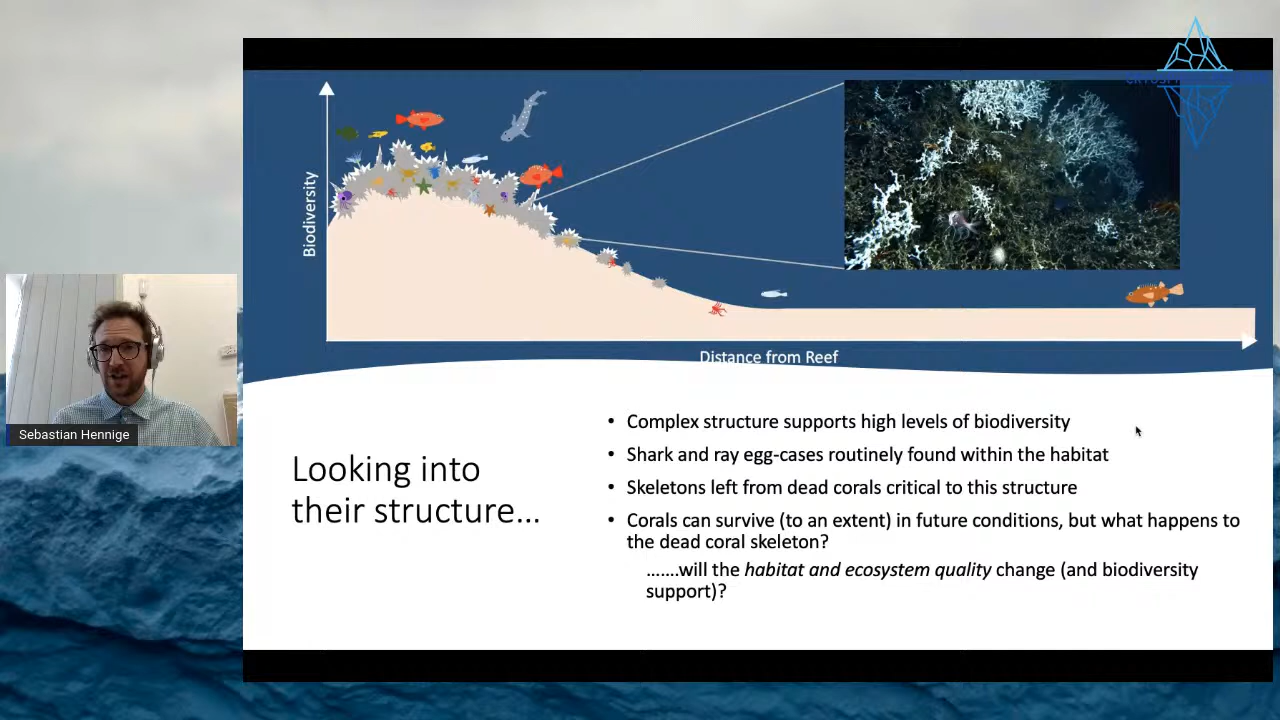 Biodiversity
Distance from Reef
Sebastian Hennige
Looking into
their structure...
• Complex structure supports high levels of biodiversity
• Shark and ray egg-cases routinely found within the habitat
• Skeletons left from dead corals critical to this structure
• Corals can survive (to an extent) in future conditions, but what happens to
the dead coral skeleton?
.......will the habitat and ecosystem quality change (and biodiversity
support)?